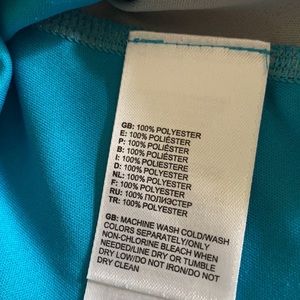 GB: 100% POLYESTER
E: 100% POLIÉSTER
P: 100% POLIÉSTER
B: 100% POLYESTER
I: 100% POLIESTERE
D: 100% POLYESTER
NL: 100% POLYESTER
F: 100% POLYESTER
RU: 100% ПОЛИЭСТЕР
TR: 100% POLYESTER
GB: MACHINE WASH COLD/WASH
COLORS SEPARATELY/ONLY
NON-CHLORINE BLEACH WHEN
NEEDED/LINE DRY OR TUMBLE
DRY LOW/DO NOT IRON/DO NOT
DRY CLEAN